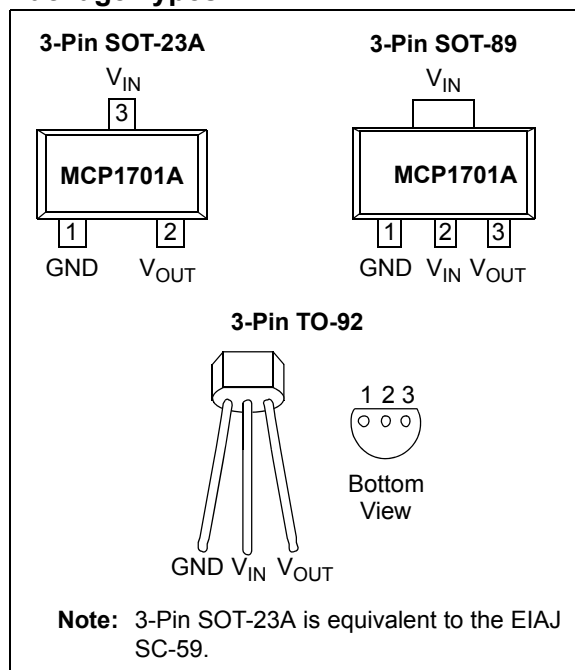 3-Pin SOT-23A
VIN
3
MCP1701A
1 2
GND VOUT
3-Pin SOT-89
VIN
MCP1701A
1 2 3
GND VIN VOUT
3-Pin TO-92
GND VIN VOUT
1 2 3
Bottom
View
Note: 3-Pin SOT-23A is equivalent to the EIAJ
SC-59.